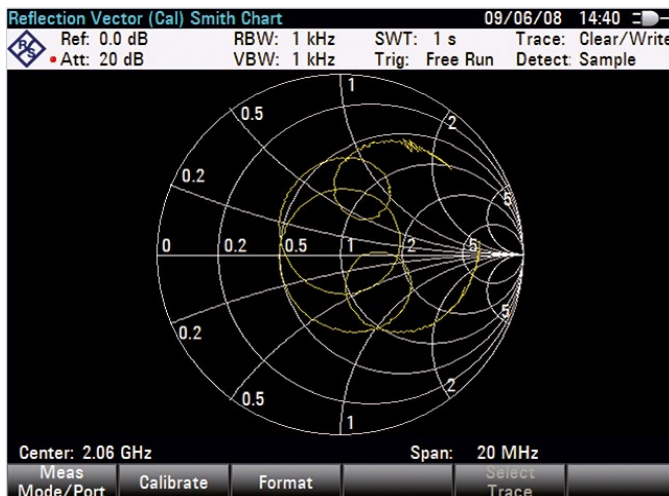 Reflection Vector (Cal) Smith Chart 09/06/08 14:40
Ref: 0.0 dB RBW: 1 kHz SWT: 1 s Trace: Clear/Write
Att: 20 dB VBW: 1 kHz Trig: Free Run Detect: Sample
R/S
1
0.5 2
0.2 5
0 0.2 0.5 1 2 5
0.2 5
0.5 2
1
Center: 2.06 GHz Span: 20 MHz
Meas Mode/Port Calibrate Format Select Trace